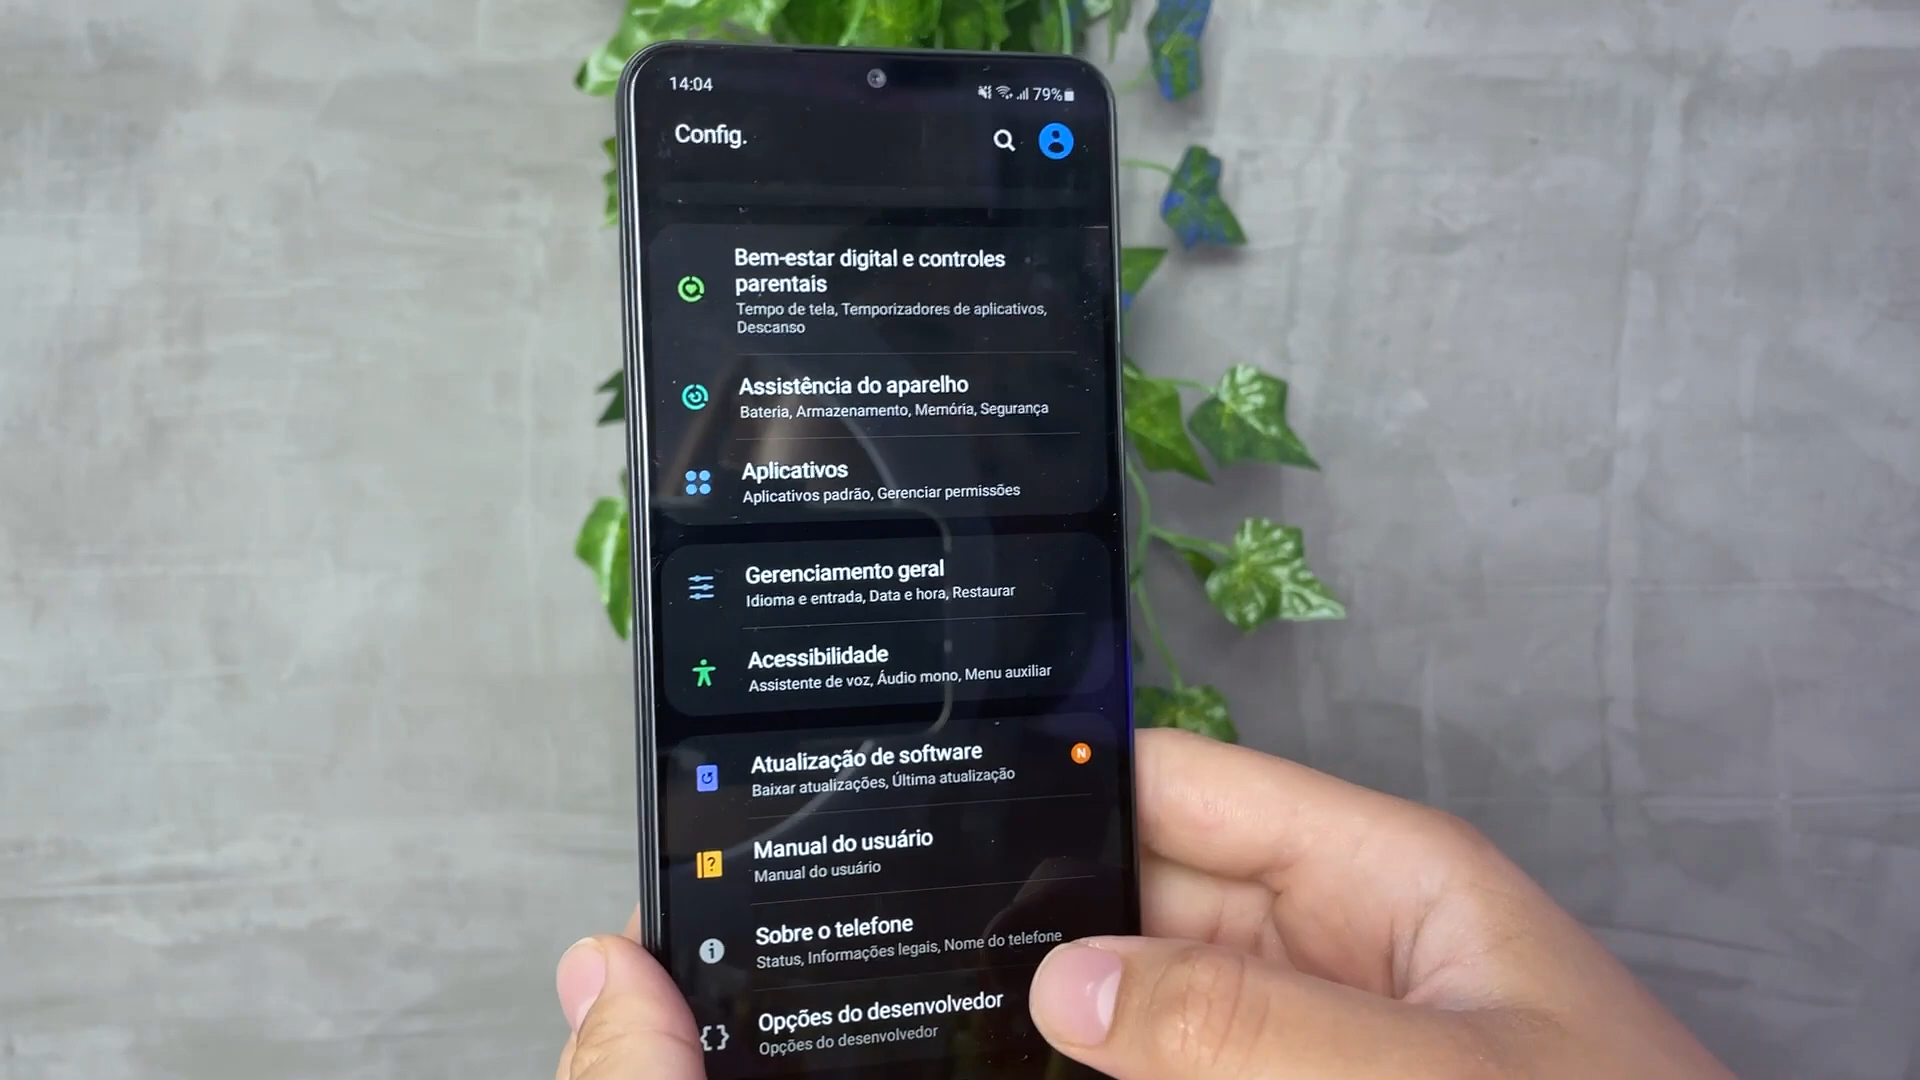 14:04
79%
Config.
Bem-estar digital e controles
parentais
Tempo de tela, Temporizadores de aplicativos,
Descanso
Assistência do aparelho
Bateria, Armazenamento, Memória, Segurança
Aplicativos
Aplicativos padrão, Gerenciar permissões
Gerenciamento geral
Idioma e entrada, Data e hora, Restaurar
Acessibilidade
Assistente de voz, Áudio mono, Menu auxiliar
Atualização de software
N
Baixar atualizações, Última atualização
Manual do usuário
Manual do usuário
Sobre o telefone
Status, Informações legais, Nome do telefone
Opções do desenvolvedor
Opções do desenvolvedor